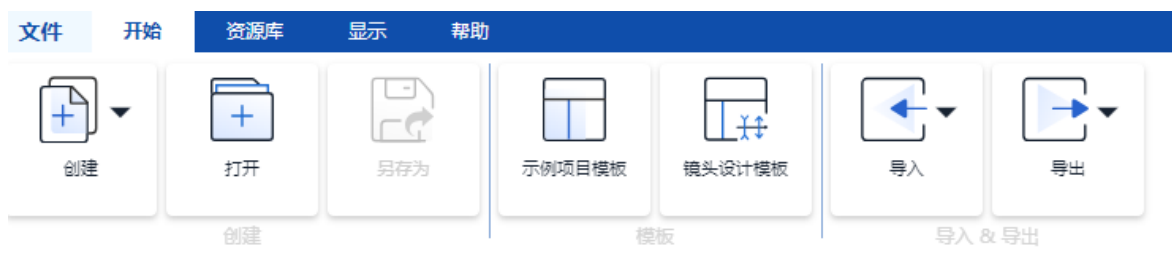 文件 开始 资源库 显示 帮助
创建 打开 另存为 示例项目模板 镜头设计模板 导入 导出
创建 模板 导入 & 导出